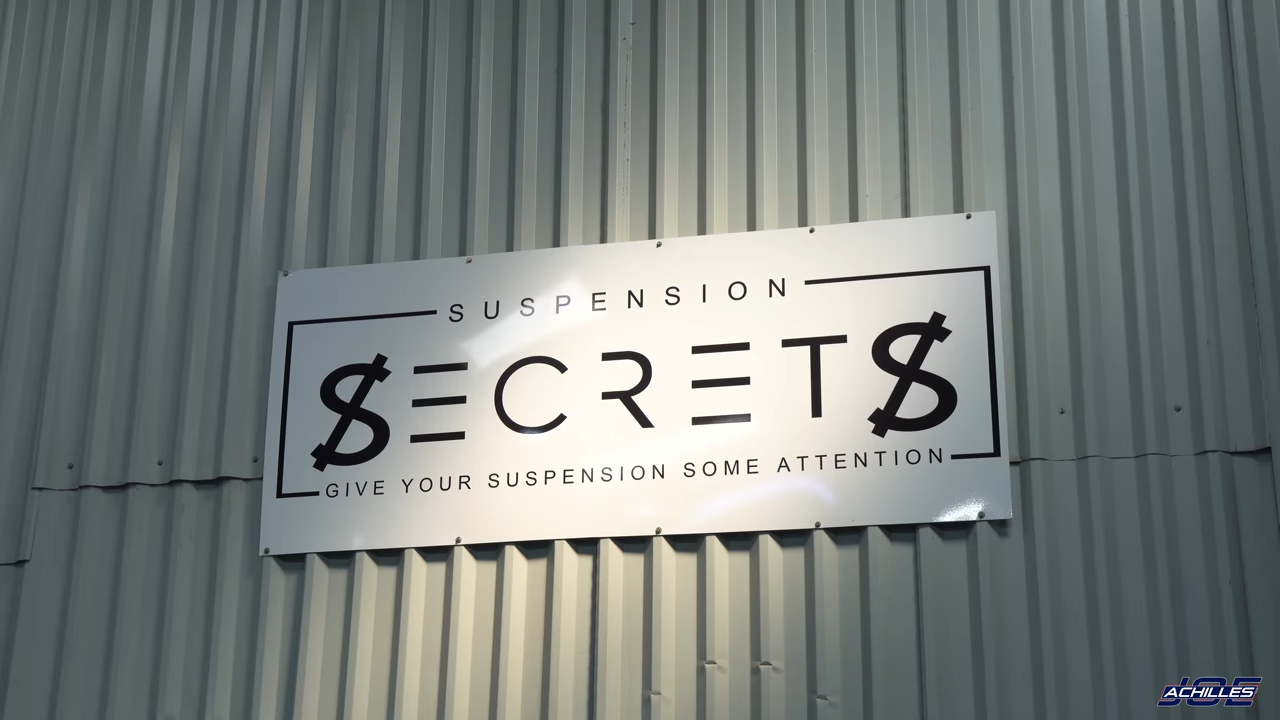 SUSPENSION
SECRETS
GIVE YOUR SUSPENSION SOME ATTENTION
JOE
ACHILLES